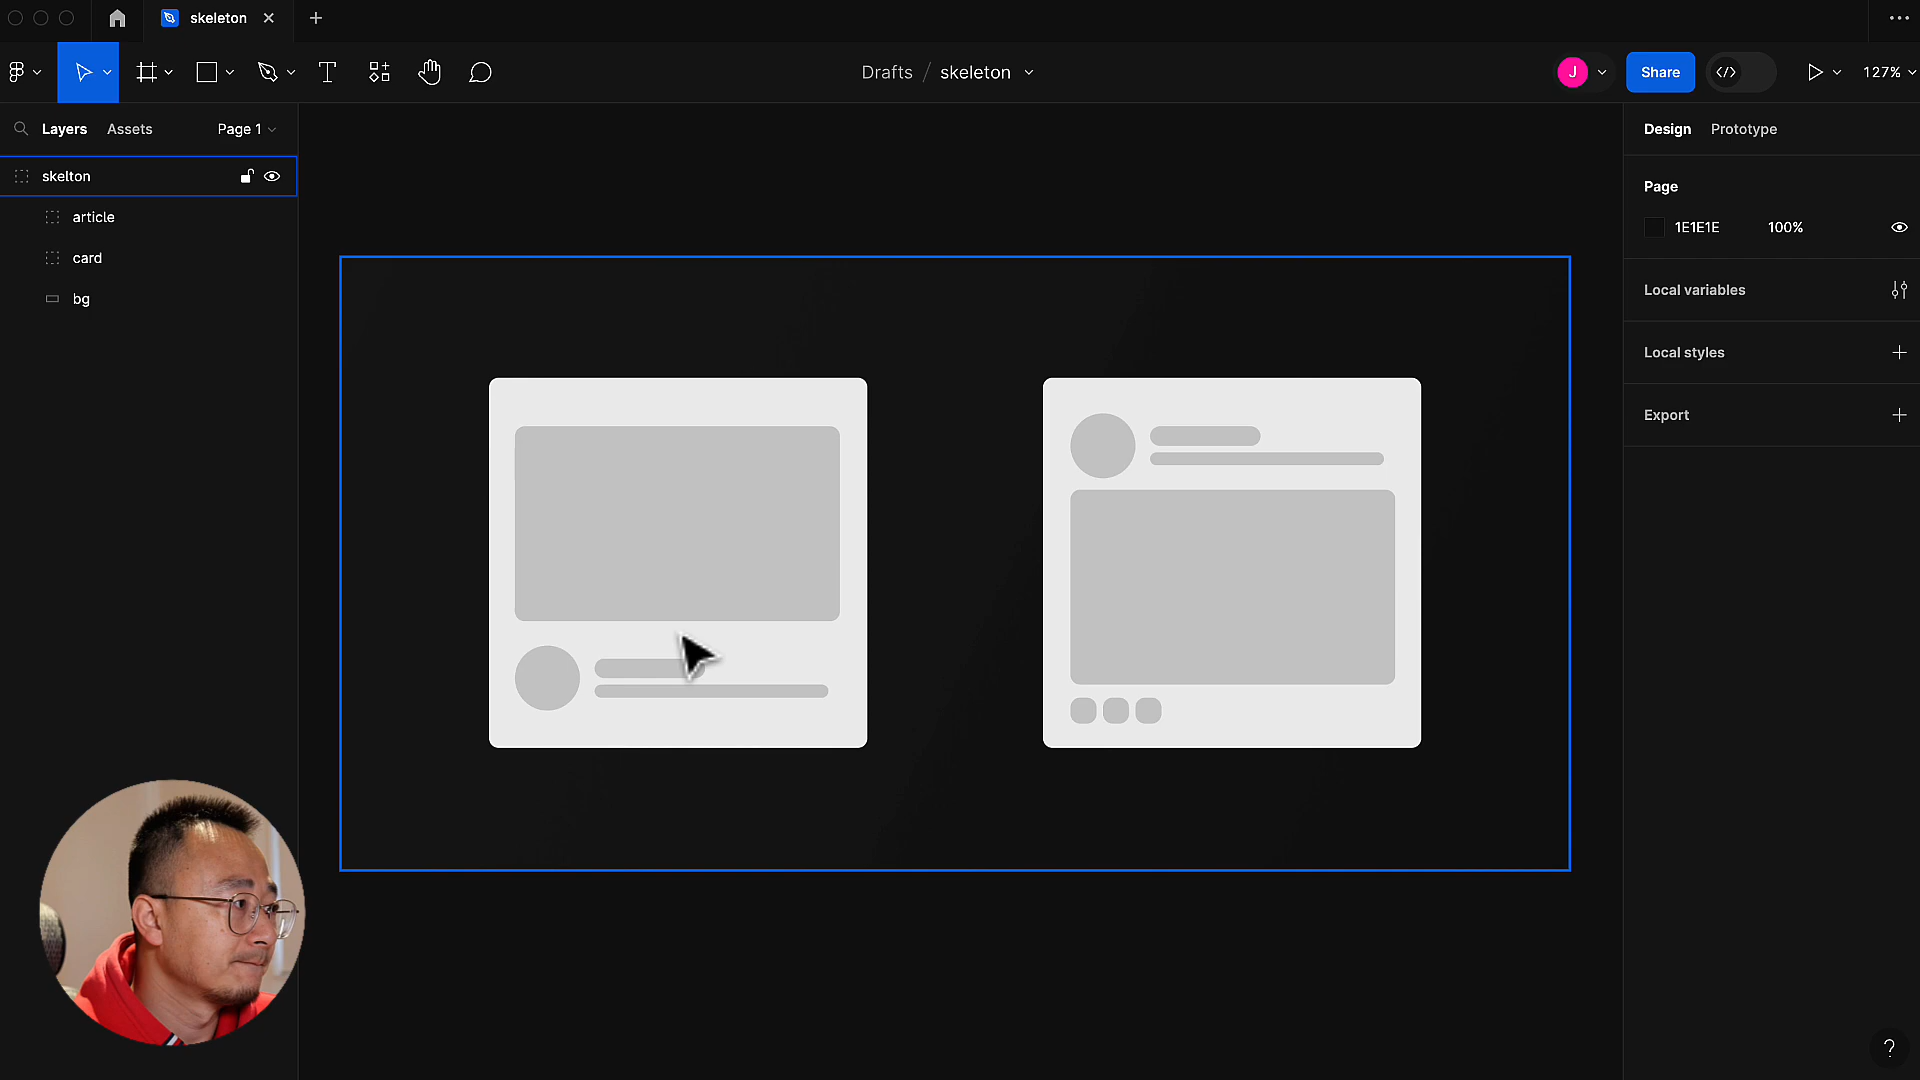 skeleton
Drafts / skeleton
J
Share
127%
Layers
Assets
Page 1
Design
Prototype
skelton
article
card
bg
Page
1E1E1E
100%
Local variables
Local styles
Export
?